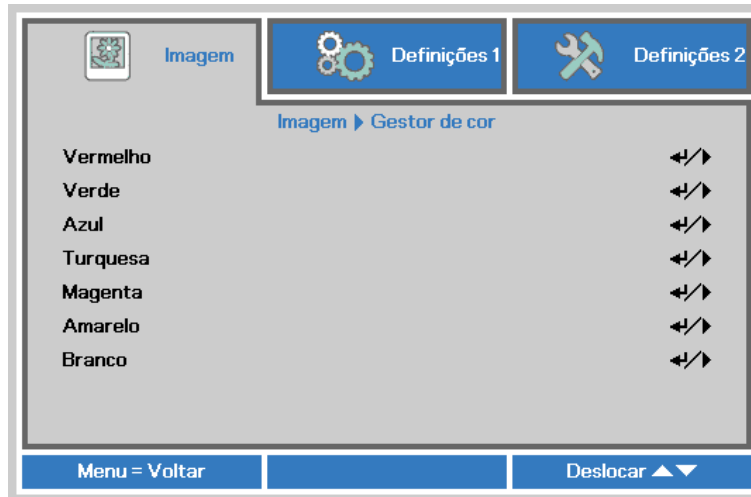 Imagem
Definições 1
Definições 2
Imagem ▶ Gestor de cor
Vermelho ↵/▶
Verde ↵/▶
Azul ↵/▶
Turquesa ↵/▶
Magenta ↵/▶
Amarelo ↵/▶
Branco ↵/▶
Menu = Voltar
Deslocar ▲▼